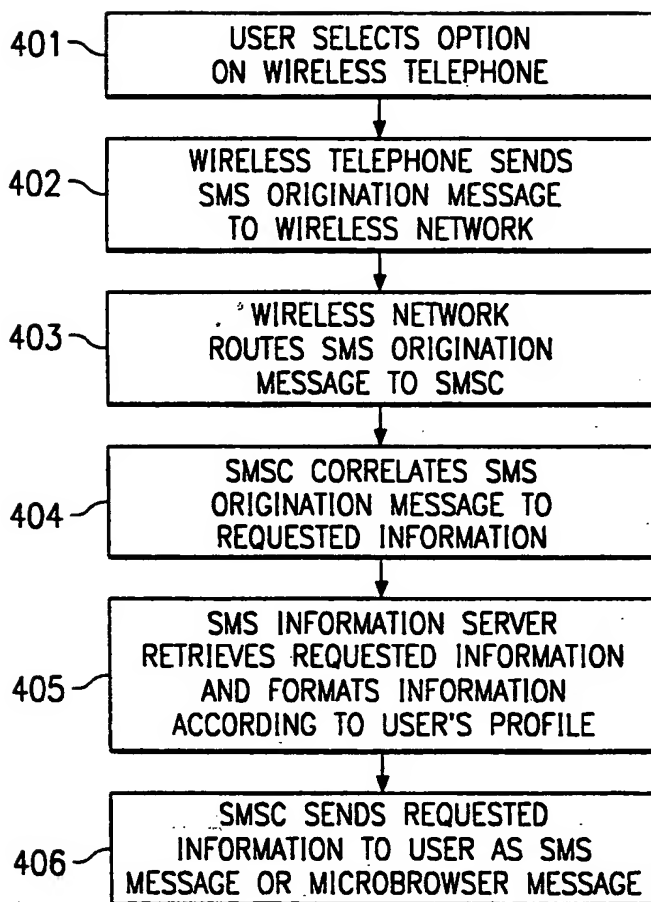 401
USER SELECTS OPTION
ON WIRELESS TELEPHONE
402
WIRELESS TELEPHONE SENDS
SMS ORIGINATION MESSAGE
TO WIRELESS NETWORK
403
WIRELESS NETWORK
ROUTES SMS ORIGINATION
MESSAGE TO SMSC
404
SMSC CORRELATES SMS
ORIGINATION MESSAGE TO
REQUESTED INFORMATION
405
SMS INFORMATION SERVER
RETRIEVES REQUESTED INFORMATION
AND FORMATS INFORMATION
ACCORDING TO USER'S PROFILE
406
SMSC SENDS REQUESTED
INFORMATION TO USER AS SMS
MESSAGE OR MICROBROWSER MESSAGE